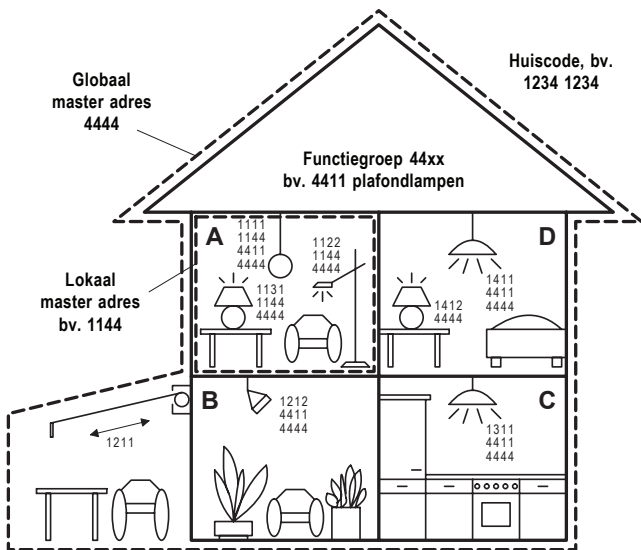 Globaal
master adres
4444
Huiscode, bv.
1234 1234
Functiegroep 44xx
bv. 4411 plafondlampen
Lokaal
master adres
bv. 1144
A
1111
1144
4411
4444
1122
1144
4444
1131
1144
4444
D
1411
4411
4444
1412
4444
B
1212
4411
4444
C
1311
4411
4444
1211